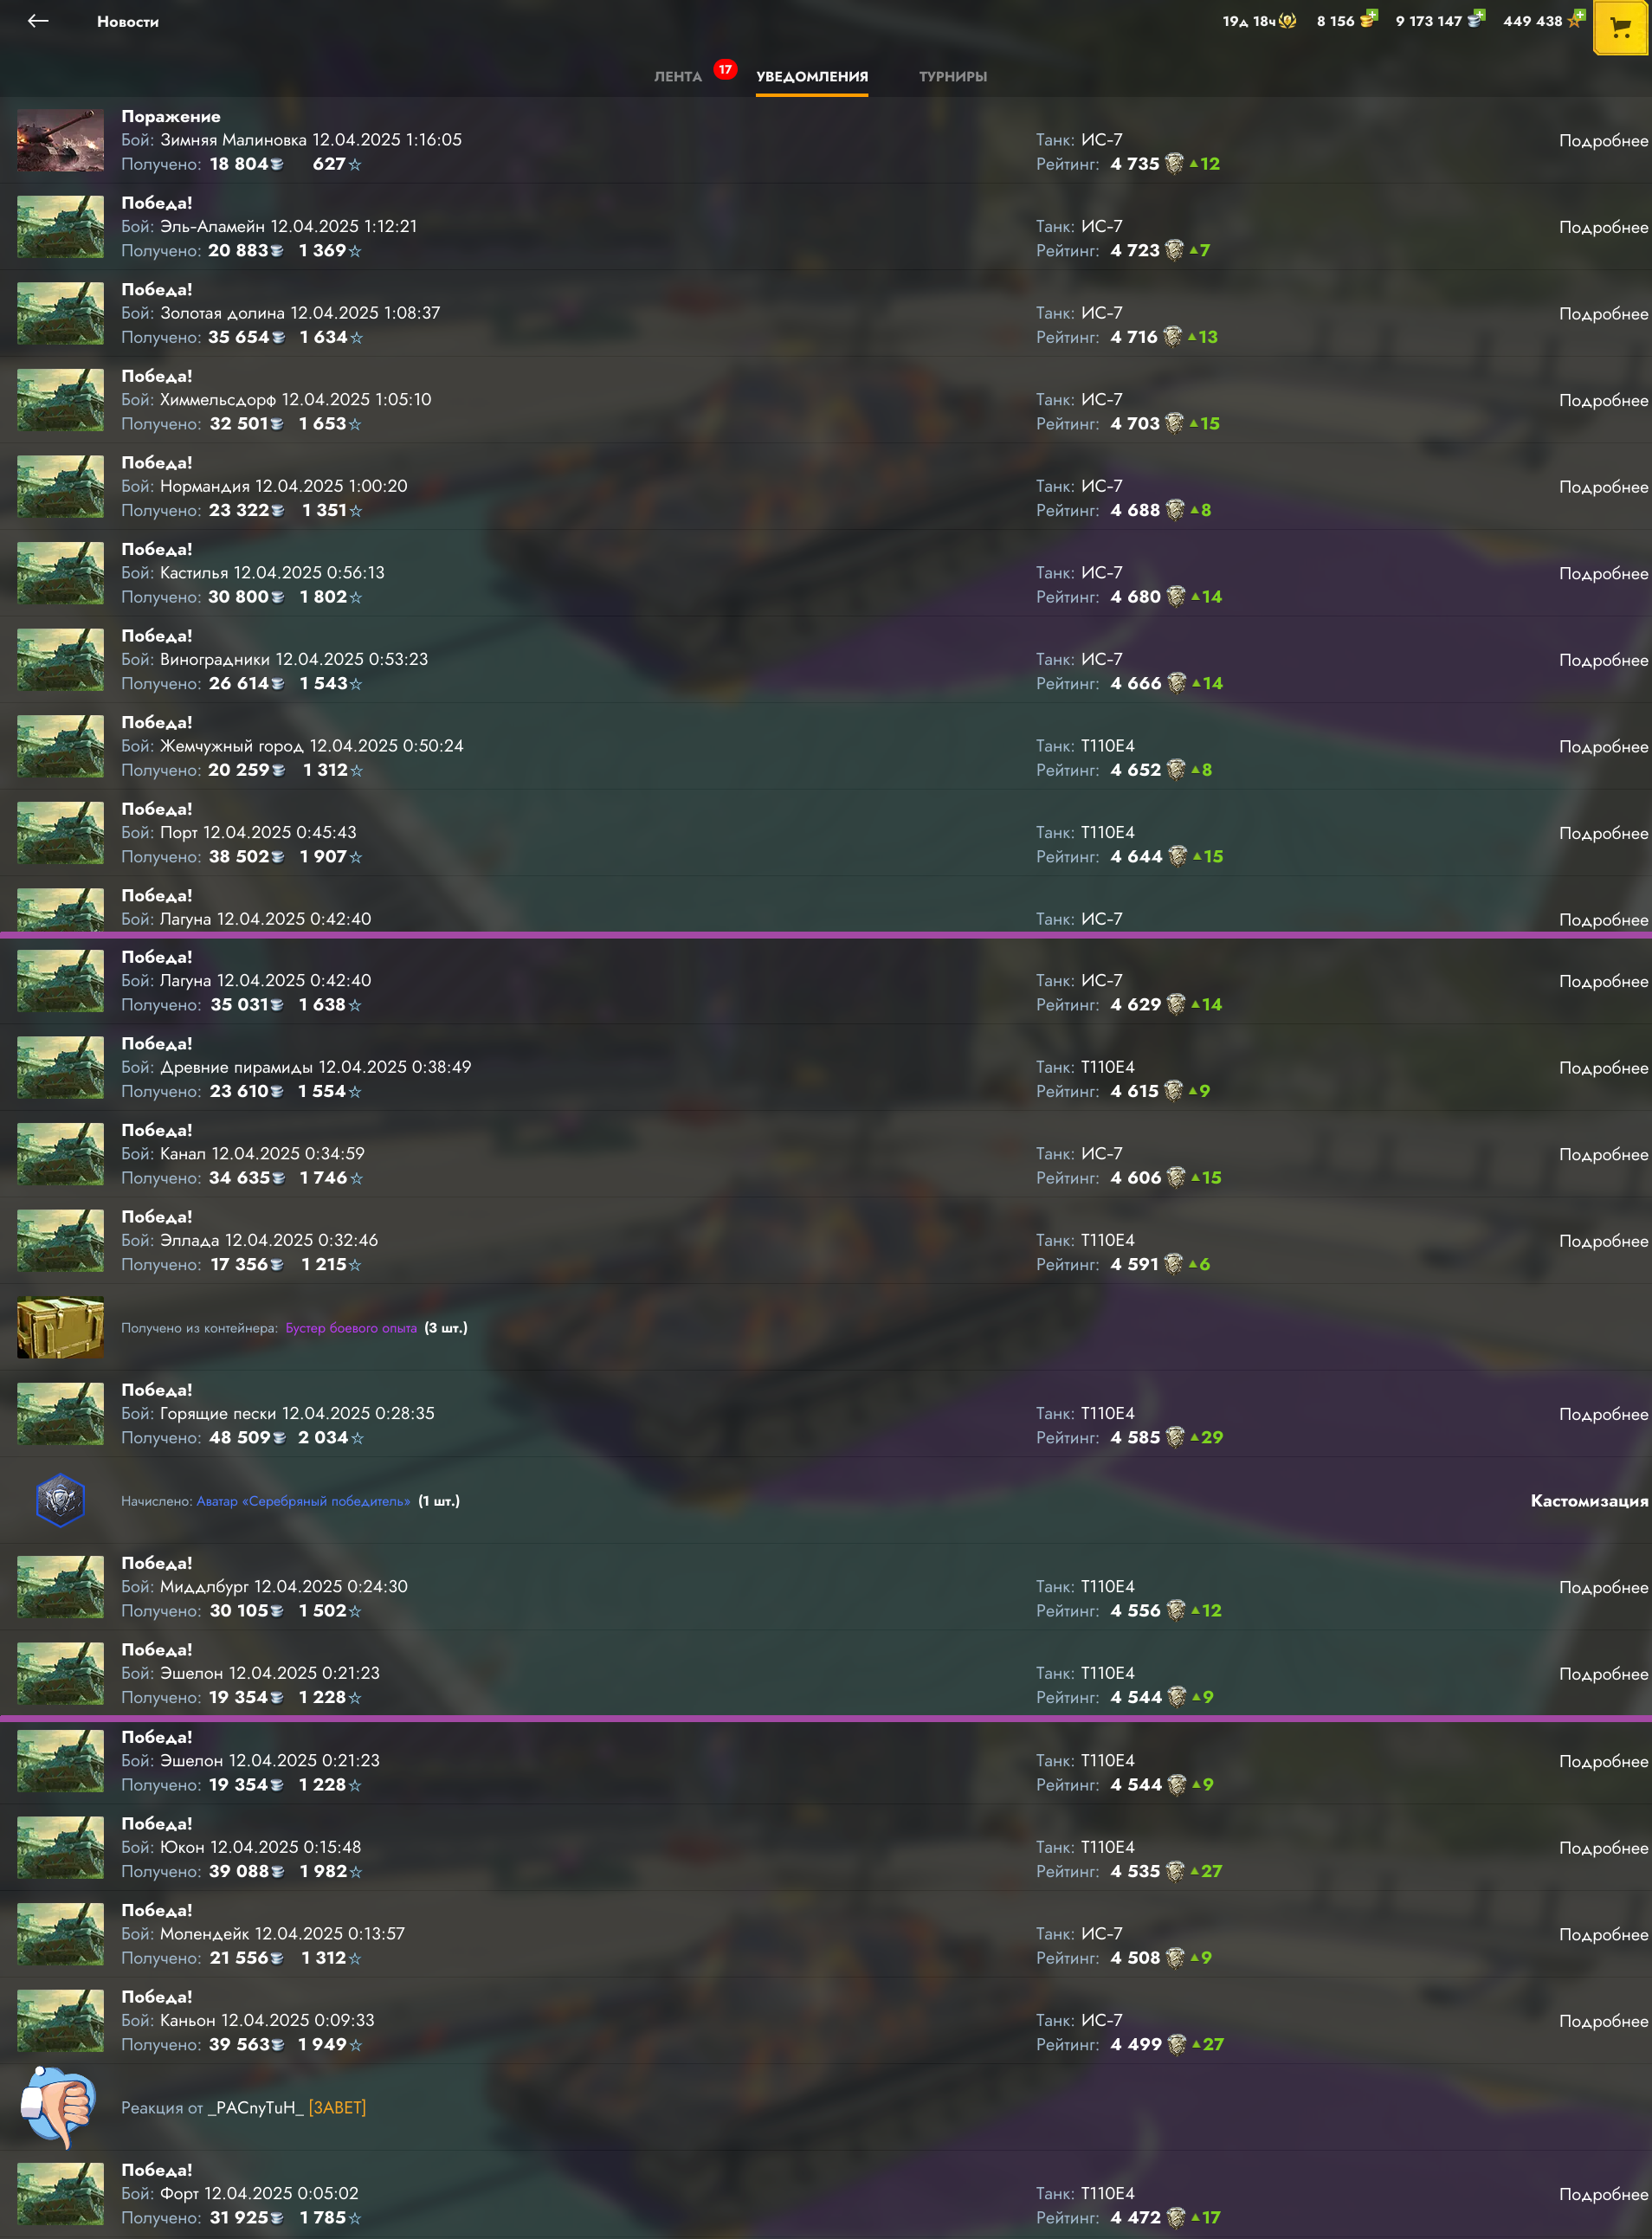 Новости
19д 18ч 8 156 9 173 147 449 438
ЛЕНТА 17 УВЕДОМЛЕНИЯ ТУРНИРЫ
Поражение
Бой: Зимняя Малиновка 12.04.2025 1:16:05 Танк: ИС-7 Подробнее
Получено: 18 804 627 Рейтинг: 4 735 12
Победа!
Бой: Эль-Аламейн 12.04.2025 1:12:21 Танк: ИС-7 Подробнее
Получено: 20 883 1 369 Рейтинг: 4 723 7
Победа!
Бой: Золотая долина 12.04.2025 1:08:37 Танк: ИС-7 Подробнее
Получено: 35 654 1 634 Рейтинг: 4 716 13
Победа!
Бой: Химмельсдорф 12.04.2025 1:05:10 Танк: ИС-7 Подробнее
Получено: 32 501 1 653 Рейтинг: 4 703 15
Победа!
Бой: Нормандия 12.04.2025 1:00:20 Танк: ИС-7 Подробнее
Получено: 23 322 1 351 Рейтинг: 4 688 8
Победа!
Бой: Кастилья 12.04.2025 0:56:13 Танк: ИС-7 Подробнее
Получено: 30 800 1 802 Рейтинг: 4 680 14
Победа!
Бой: Виноградники 12.04.2025 0:53:23 Танк: ИС-7 Подробнее
Получено: 26 614 1 543 Рейтинг: 4 666 14
Победа!
Бой: Жемчужный город 12.04.2025 0:50:24 Танк: T110E4 Подробнее
Получено: 20 259 1 312 Рейтинг: 4 652 8
Победа!
Бой: Порт 12.04.2025 0:45:43 Танк: T110E4 Подробнее
Получено: 38 502 1 907 Рейтинг: 4 644 15
Победа!
Бой: Лагуна 12.04.2025 0:42:40 Танк: ИС-7 Подробнее
Победа!
Бой: Лагуна 12.04.2025 0:42:40 Танк: ИС-7 Подробнее
Получено: 35 031 1 638 Рейтинг: 4 629 14
Победа!
Бой: Древние пирамиды 12.04.2025 0:38:49 Танк: T110E4 Подробнее
Получено: 23 610 1 554 Рейтинг: 4 615 9
Победа!
Бой: Канал 12.04.2025 0:34:59 Танк: ИС-7 Подробнее
Получено: 34 635 1 746 Рейтинг: 4 606 15
Победа!
Бой: Эллада 12.04.2025 0:32:46 Танк: T110E4 Подробнее
Получено: 17 356 1 215 Рейтинг: 4 591 6
Получено из контейнера: Бустер боевого опыта (3 шт.)
Победа!
Бой: Горящие пески 12.04.2025 0:28:35 Танк: T110E4 Подробнее
Получено: 48 509 2 034 Рейтинг: 4 585 29
Начислено: Аватар «Серебряный победитель» (1 шт.) Кастомизация
Победа!
Бой: Миддлбург 12.04.2025 0:24:30 Танк: T110E4 Подробнее
Получено: 30 105 1 502 Рейтинг: 4 556 12
Победа!
Бой: Эшелон 12.04.2025 0:21:23 Танк: T110E4 Подробнее
Получено: 19 354 1 228 Рейтинг: 4 544 9
Победа!
Бой: Эшелон 12.04.2025 0:21:23 Танк: T110E4 Подробнее
Получено: 19 354 1 228 Рейтинг: 4 544 9
Победа!
Бой: Юкон 12.04.2025 0:15:48 Танк: T110E4 Подробнее
Получено: 39 088 1 982 Рейтинг: 4 535 27
Победа!
Бой: Молендейк 12.04.2025 0:13:57 Танк: ИС-7 Подробнее
Получено: 21 556 1 312 Рейтинг: 4 508 9
Победа!
Бой: Каньон 12.04.2025 0:09:33 Танк: ИС-7 Подробнее
Получено: 39 563 1 949 Рейтинг: 4 499 27
Реакция от _PACnyTuH_ [3ABET]
Победа!
Бой: Форт 12.04.2025 0:05:02 Танк: T110E4 Подробнее
Получено: 31 925 1 785 Рейтинг: 4 472 17